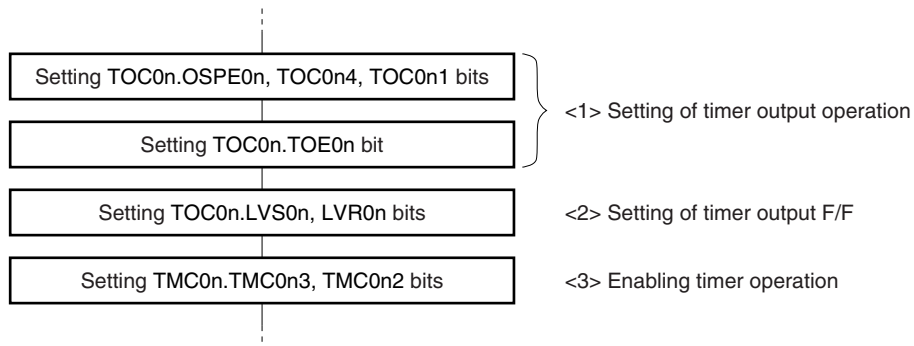 Setting TOC0n.OSPE0n, TOC0n4, TOC0n1 bits
<1> Setting of timer output operation
Setting TOC0n.TOE0n bit
Setting TOC0n.LVS0n, LVR0n bits
<2> Setting of timer output F/F
Setting TMC0n.TMC0n3, TMC0n2 bits
<3> Enabling timer operation